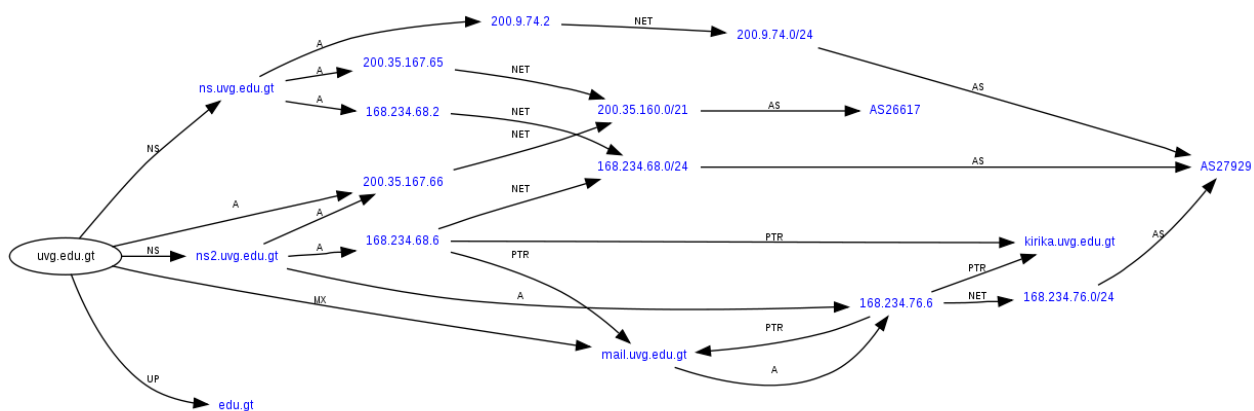 200.9.74.2
NET
200.9.74.0/24
A
200.35.167.65
NET
A
ns.uvg.edu.gt
AS
A
NET
200.35.160.0/21
AS
AS26617
168.234.68.2
NET
NS
168.234.68.0/24
AS
AS27929
200.35.167.66
NET
A
A
168.234.68.6
PTR
kirika.uvg.edu.gt
AS
uvg.edu.gt
NS
ns2.uvg.edu.gt
A
PTR
PTR
A
NET
168.234.76.0/24
MX
168.234.76.6
PTR
mail.uvg.edu.gt
A
UP
edu.gt